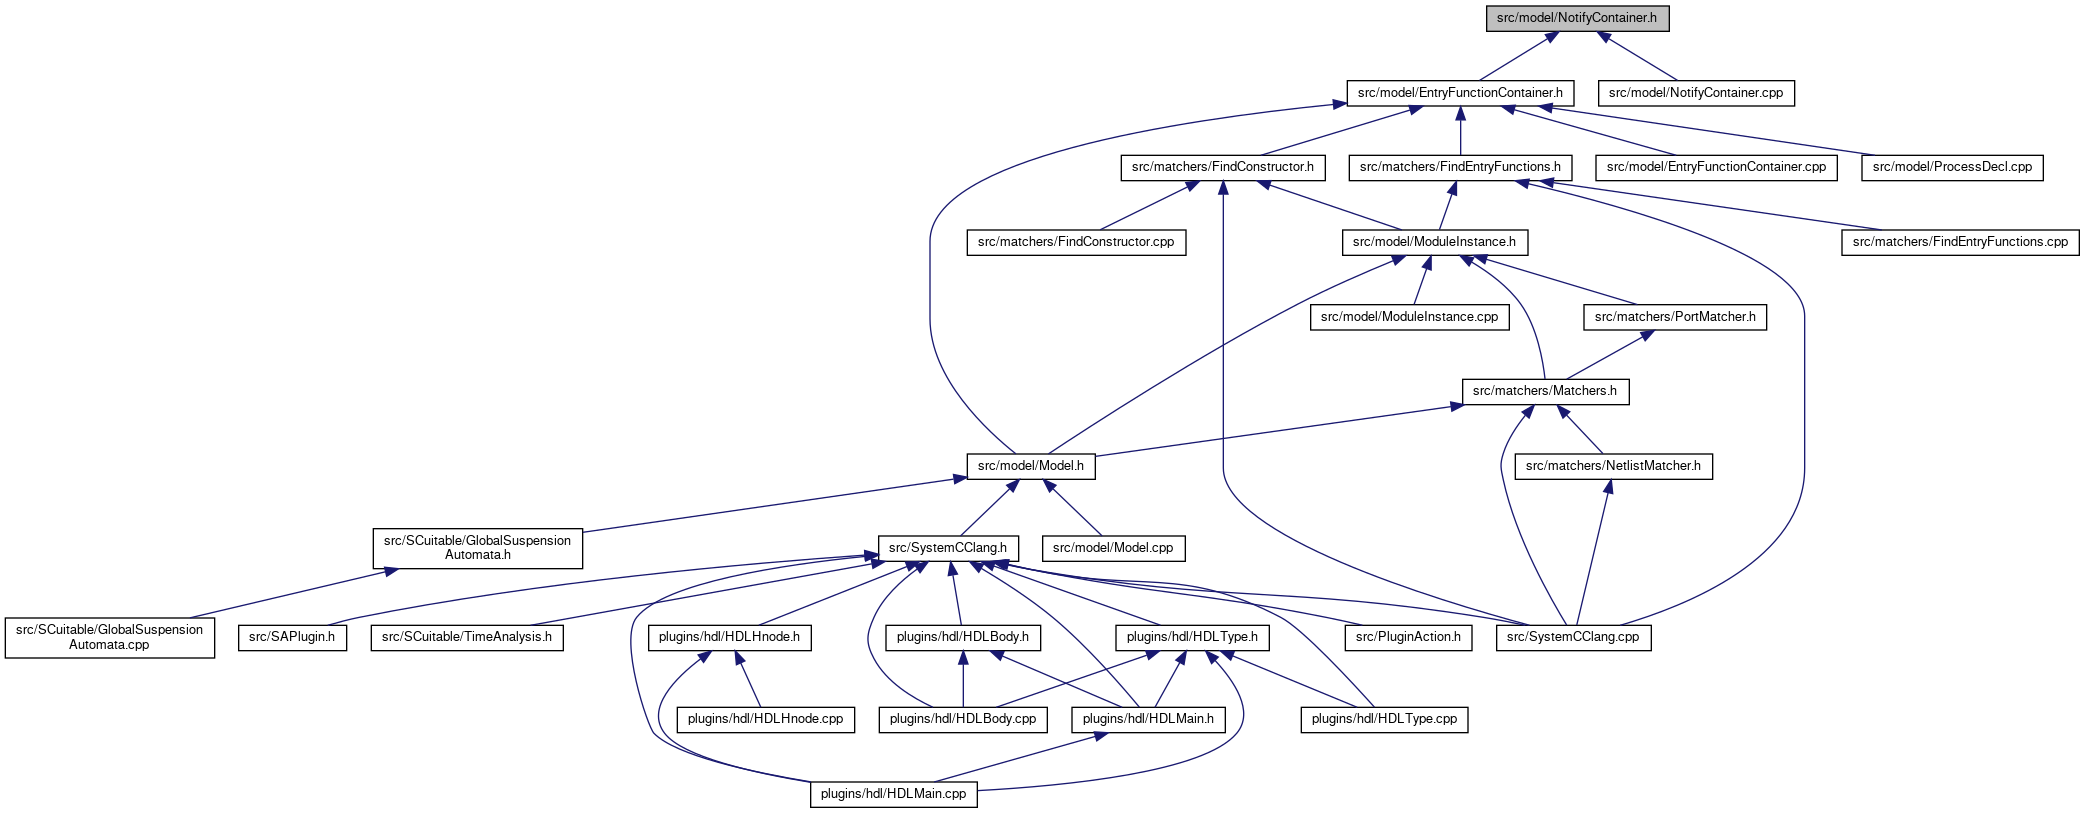 src/model/NotifyContainer.h
src/model/EntryFunctionContainer.h
src/model/NotifyContainer.cpp
src/matchers/FindConstructor.h
src/matchers/FindEntryFunctions.h
src/model/EntryFunctionContainer.cpp
src/model/ProcessDecl.cpp
src/matchers/FindConstructor.cpp
src/model/ModuleInstance.h
src/matchers/FindEntryFunctions.cpp
src/model/ModuleInstance.cpp
src/matchers/PortMatcher.h
src/matchers/Matchers.h
src/model/Model.h
src/matchers/NetlistMatcher.h
src/SCuitable/GlobalSuspension
Automata.h
src/SystemCClang.h
src/model/Model.cpp
src/SCuitable/GlobalSuspension
Automata.cpp
src/SAPlugin.h
src/SCuitable/TimeAnalysis.h
plugins/hdl/HDLHnode.h
plugins/hdl/HDLBody.h
plugins/hdl/HDLType.h
src/PluginAction.h
src/SystemCClang.cpp
plugins/hdl/HDLHnode.cpp
plugins/hdl/HDLBody.cpp
plugins/hdl/HDLMain.h
plugins/hdl/HDLType.cpp
plugins/hdl/HDLMain.cpp